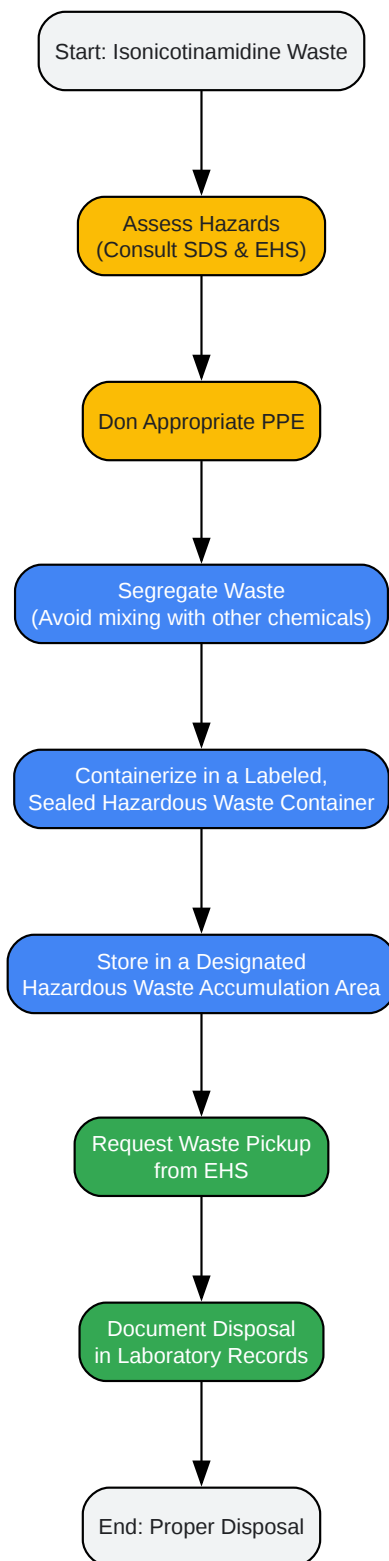 Start: Isonicotinamidine Waste
Assess Hazards
(Consult SDS & EHS)
Don Appropriate PPE
Segregate Waste
(Avoid mixing with other chemicals)
Containerize in a Labeled,
Sealed Hazardous Waste Container
Store in a Designated
Hazardous Waste Accumulation Area
Request Waste Pickup
from EHS
Document Disposal
in Laboratory Records
End: Proper Disposal